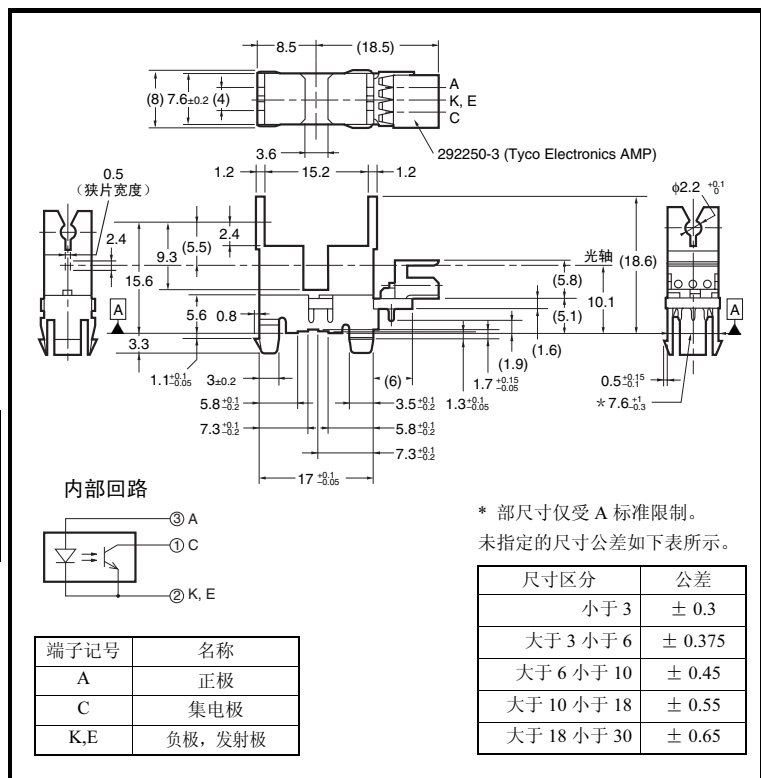 8.5 (18.5)
(8) 7.6±0.2 (4)
A
K, E
C
3.6
292250-3 (Tyco Electronics AMP)
1.2 15.2 1.2
0.5
（狭片宽度）
φ2.2 +0.1 0
2.4
15.6
(5.5)
9.3
2.4
光轴
(18.6)
(5.8)
10.1
A
5.6
0.8
(5.1)
A
3.3
(1.6)
(1.9)
1.1 +0.1 -0.05
3±0.2
(6)
1.7 +0.15 -0.05
0.5 +0.15 -0.1
5.8 +0.1 -0.2
3.5 +0.1 -0.2
1.3 +0.1 -0.05
* 7.6 +1 -0.3
7.3 +0.1 -0.2
5.8 +0.1 -0.2
7.3 +0.1 -0.2
17 +0.1 -0.05
内部回路
③ A
① C
② K, E
* 部尺寸仅受 A 标准限制。
未指定的尺寸公差如下表所示。
尺寸区分 公差
小于 3 ± 0.3
大于 3 小于 6 ± 0.375
大于 6 小于 10 ± 0.45
大于 10 小于 18 ± 0.55
大于 18 小于 30 ± 0.65
端子记号 名称
A 正极
C 集电极
K,E 负极，发射极